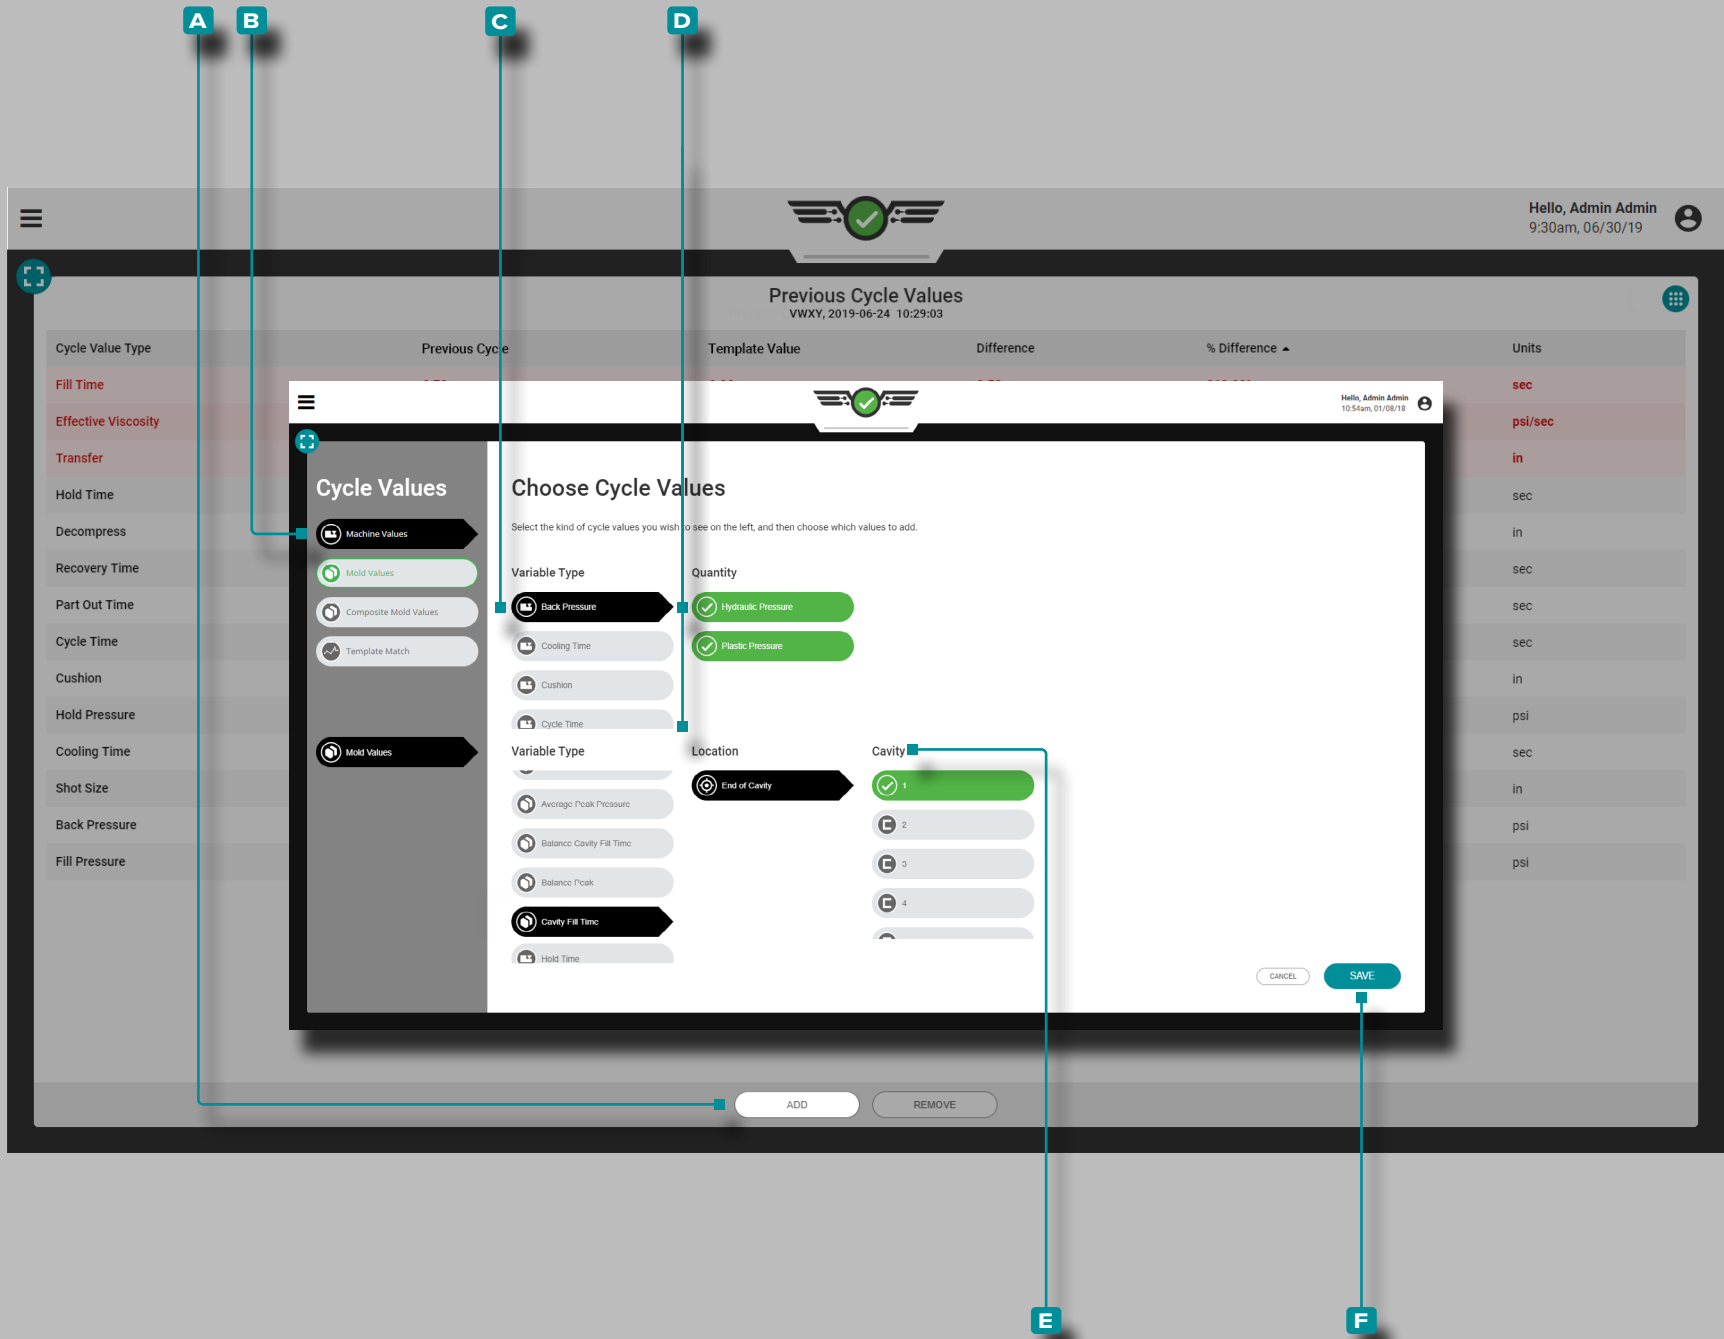 A B C D
Hello, Admin Admin
9:30am, 06/30/19
Previous Cycle Values
VWXY, 2019-06-24 10:29:03
Cycle Value Type Previous Cycle Template Value Difference % Difference Units
Fill Time sec
Effective Viscosity psi/sec
Transfer in
Hold Time sec
Decompress in
Recovery Time sec
Part Out Time sec
Cycle Time sec
Cushion in
Hold Pressure psi
Cooling Time sec
Shot Size in
Back Pressure psi
Fill Pressure psi
Hello, Admin Admin
10:54am, 01/08/18
Cycle Values
Machine Values
Mold Values
Composite Mold Values
Template Match
Mold Values
Choose Cycle Values
Select the kind of cycle values you wish to see on the left, and then choose which values to add.
Variable Type
Back Pressure
Cooling Time
Cushion
Cycle Time
Quantity
Hydraulic Pressure
Plastic Pressure
Variable Type
Average Peak Pressure
Balance Cavity Fill Time
Balance Peak
Cavity Fill Time
Hold Time
Location
End of Cavity
Cavity
1
2
3
4
CANCEL SAVE
ADD REMOVE
E F